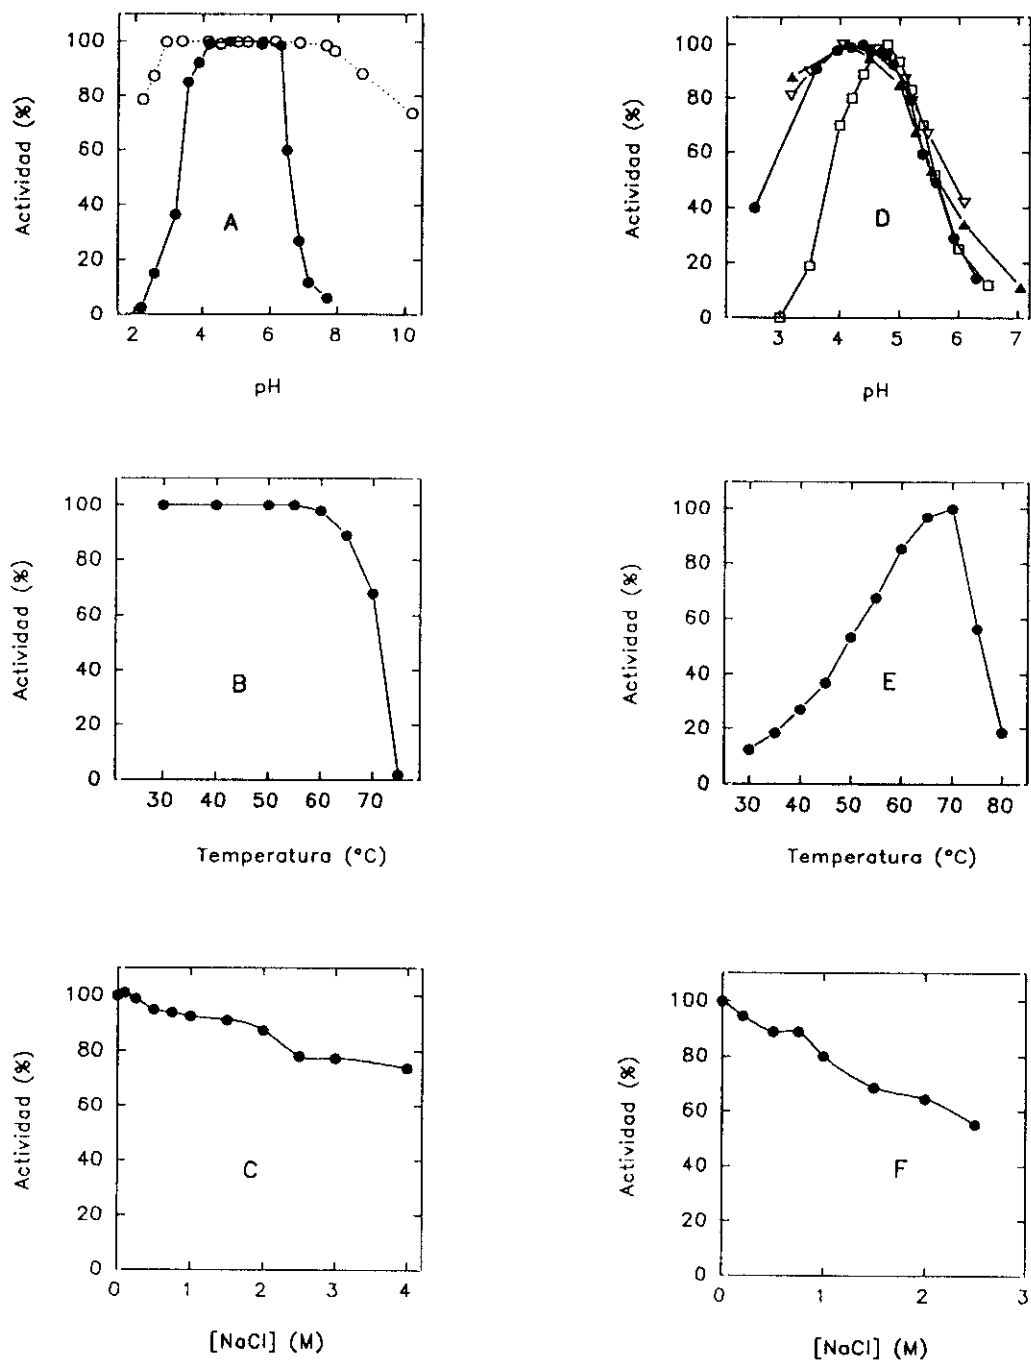 100
80
60
40
20
0
Actividad (%)
A
2 4 6 8 10
pH
100
80
60
40
20
0
Actividad (%)
D
3 4 5 6 7
pH
100
80
60
40
20
0
Actividad (%)
B
30 40 50 60 70
Temperatura (°C)
100
80
60
40
20
0
Actividad (%)
E
30 40 50 60 70 80
Temperatura (°C)
100
80
60
40
20
0
Actividad (%)
C
0 1 2 3 4
[NaCl] (M)
100
80
60
40
20
0
Actividad (%)
F
0 1 2 3
[NaCl] (M)